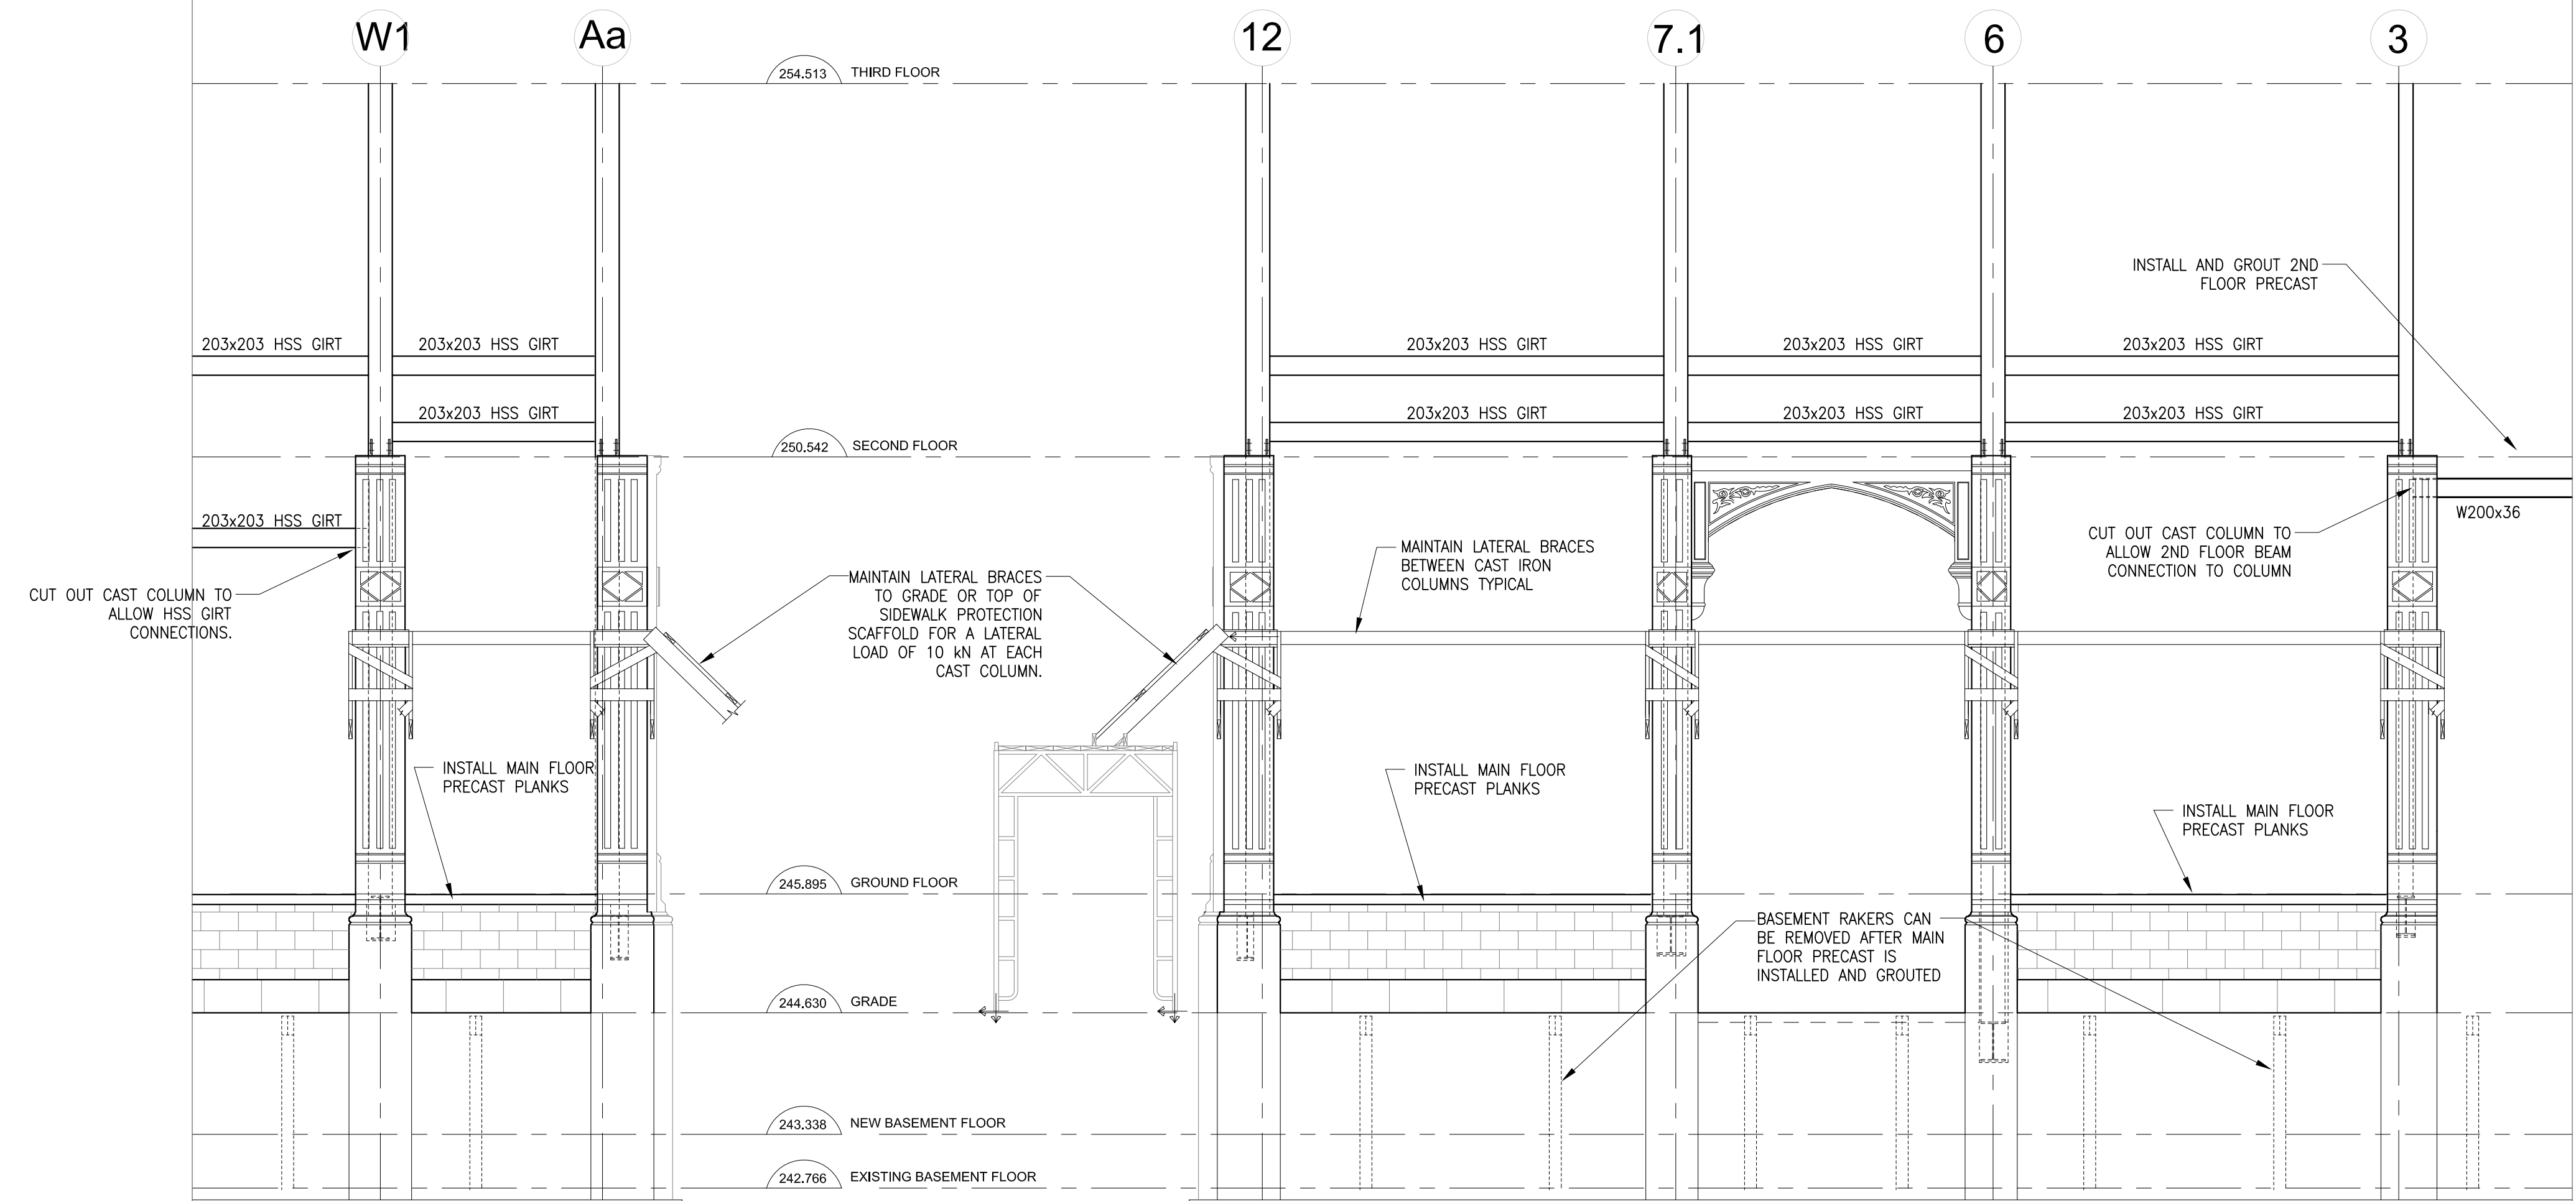 W1
Aa
12
7.1
6
3
254.513 THIRD FLOOR
INSTALL AND GROUT 2ND
FLOOR PRECAST
203x203 HSS GIRT
203x203 HSS GIRT
203x203 HSS GIRT
203x203 HSS GIRT
203x203 HSS GIRT
203x203 HSS GIRT
203x203 HSS GIRT
203x203 HSS GIRT
203x203 HSS GIRT
250.542 SECOND FLOOR
203x203 HSS GIRT
W200x36
CUT OUT CAST COLUMN TO
ALLOW HSS GIRT
CONNECTIONS.
MAINTAIN LATERAL BRACES
TO GRADE OR TOP OF
SIDEWALK PROTECTION
SCAFFOLD FOR A LATERAL
LOAD OF 10 kN AT EACH
CAST COLUMN.
MAINTAIN LATERAL BRACES
BETWEEN CAST IRON
COLUMNS TYPICAL
CUT OUT CAST COLUMN TO
ALLOW 2ND FLOOR BEAM
CONNECTION TO COLUMN
INSTALL MAIN FLOOR
PRECAST PLANKS
INSTALL MAIN FLOOR
PRECAST PLANKS
INSTALL MAIN FLOOR
PRECAST PLANKS
245.895 GROUND FLOOR
BASEMENT RAKERS CAN
BE REMOVED AFTER MAIN
FLOOR PRECAST IS
INSTALLED AND GROUTED
244.630 GRADE
243.338 NEW BASEMENT FLOOR
242.766 EXISTING BASEMENT FLOOR